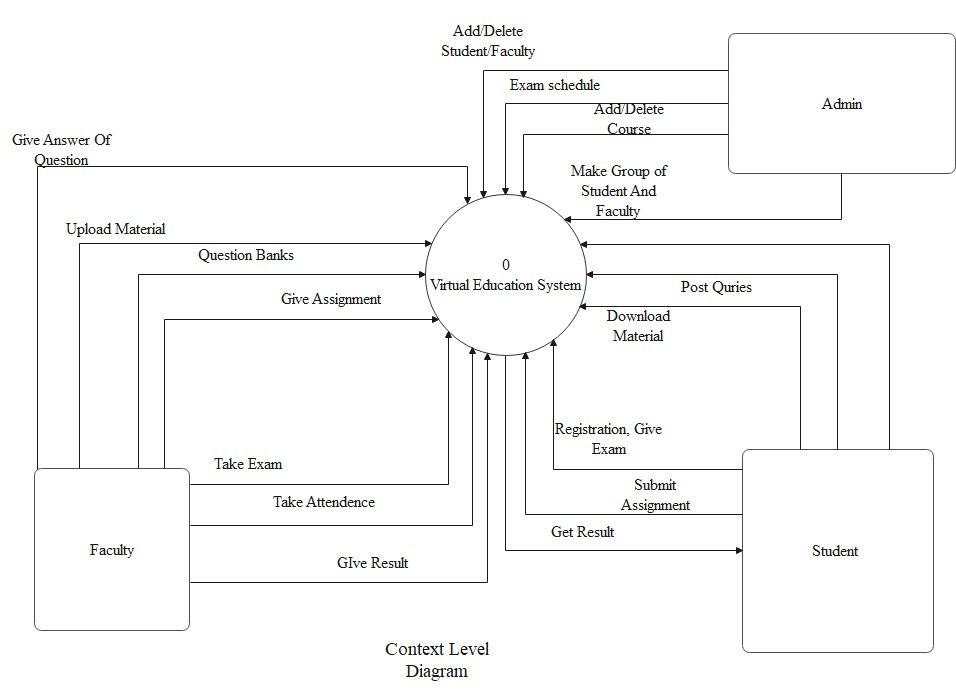 Add/Delete
Student/Faculty
Exam schedule
Admin
Add/Delete
Course
Give Answer Of
Question
Make Group of
Student And
Faculty
Upload Material
Question Banks
0
Virtual Education System
Post Quries
Give Assignment
Download
Material
Registration, Give
Exam
Take Exam
Submit
Assignment
Take Attendence
Get Result
Faculty
Student
GIve Result
Context Level
Diagram